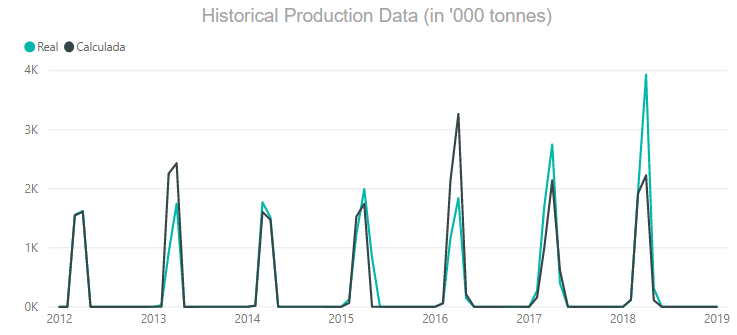 Historical Production Data (in '000 tonnes)
Real Calculada
4K
3K
2K
1K
0K
2012 2013 2014 2015 2016 2017 2018 2019